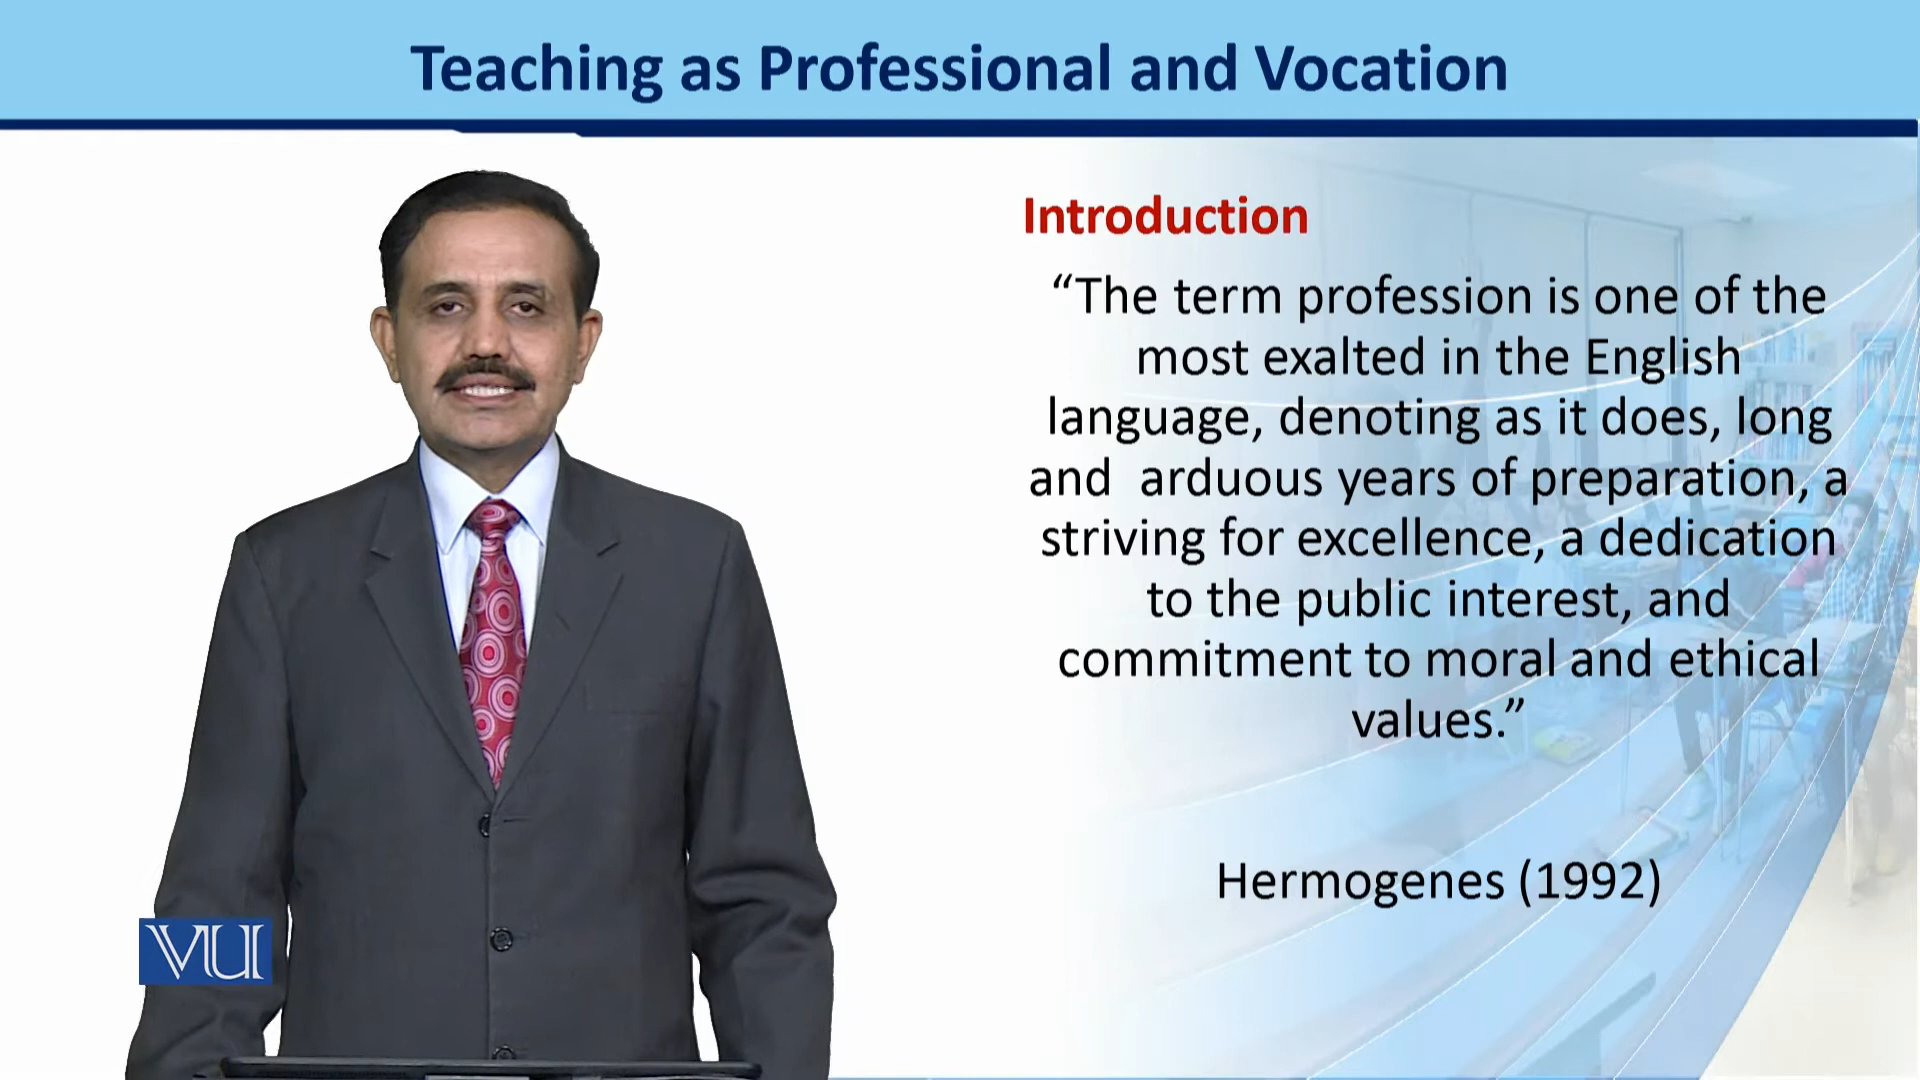 Teaching as Professional and Vocation
Introduction
“The term profession is one of the
most exalted in the English
language, denoting as it does, long
and  arduous years of preparation, a
striving for excellence, a dedication
to the public interest, and
commitment to moral and ethical
values.”
Hermogenes (1992)
VU